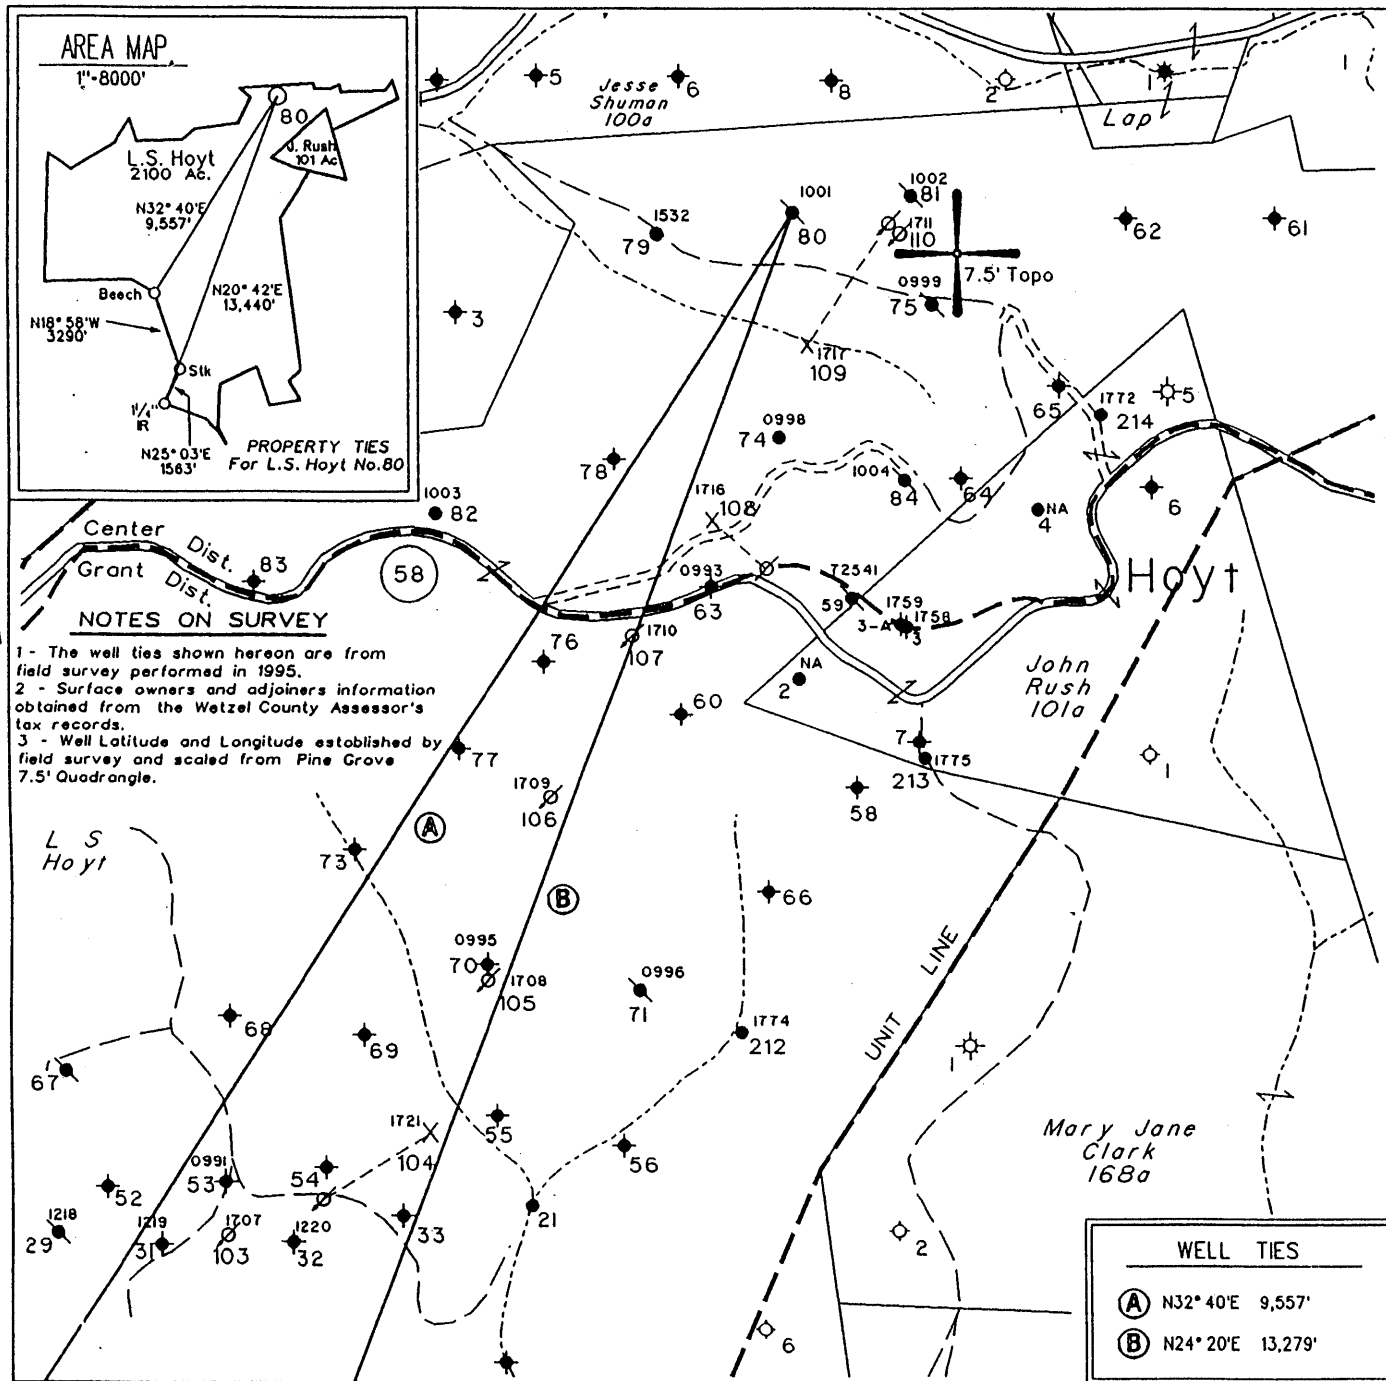 AREA MAP
1"-8000'
80
J. Rush
101 Ac
L.S. Hoyt
2100 Ac.
N32° 40'E
9,557'
N20° 42'E
13,440'
Beech
N18° 58'W
3290'
Stk
1¼"
IR
N25° 03'E
1563'
PROPERTY TIES
For L.S. Hoyt No.80
5
Jesse
Shuman
100a
6
8
2
1
1
Lap
1001
80
1002
81
1711
110
7.5' Topo
62
61
1532
79
0999
75
3
1717
109
65
1772
214
5
0998
74
78
1004
84
64
NA
4
6
1003
82
1716
108
Center Dist.
Grant Dist.
83
58
0993
63
72541
59
1759
3-A
1758
3
Hoyt
NOTES ON SURVEY
1 - The well ties shown hereon are from
field survey performed in 1995.
2 - Surface owners and adjoiners information
obtained from the Wetzel County Assessor's
tax records.
3 - Well Latitude and Longitude established by
field survey and scaled from Pine Grove
7.5' Quadrangle.
76
1710
107
NA
2
John
Rush
101a
60
77
7
1775
213
1
1709
106
58
L S
Hoyt
A
73
B
66
0995
70
1708
105
0996
71
UNIT LINE
68
69
1774
212
1
67
55
1721
104
56
Mary Jane
Clark
168a
52
0991
53
54
21
33
1218
29
1219
31
1707
103
1220
32
2
6
WELL TIES
A N32° 40'E 9,557'
B N24° 20'E 13,279'